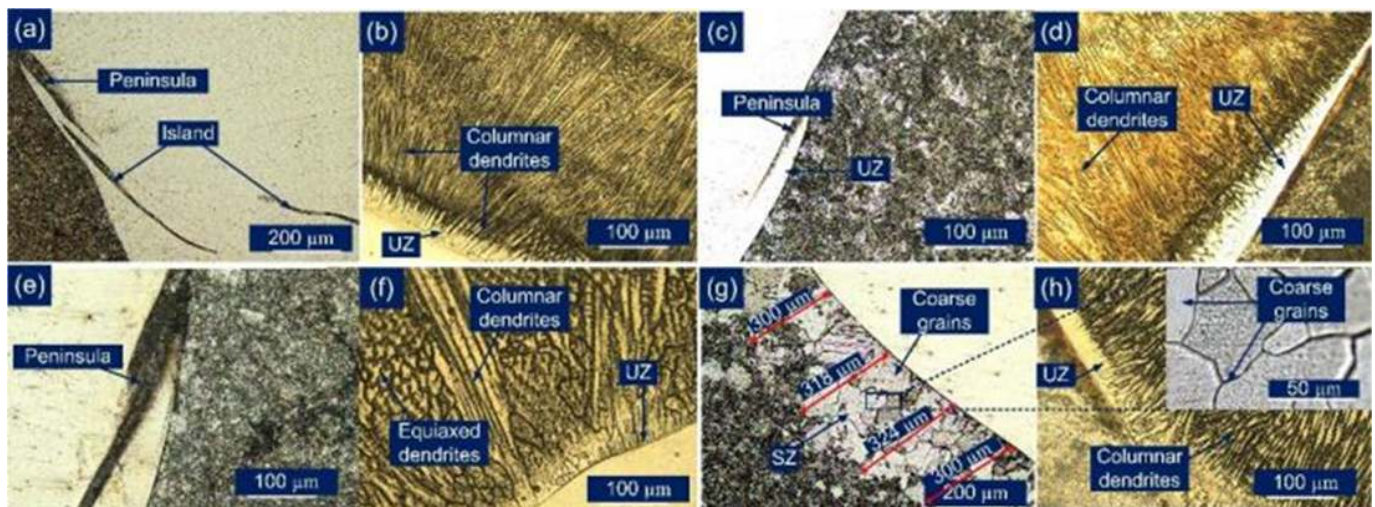 (a)
Peninsula
Island
200 μm
(b)
Columnar
dendrites
UZ
100 μm
(c)
Peninsula
UZ
100 μm
(d)
Columnar
dendrites
UZ
100 μm
(e)
Peninsula
100 μm
(f)
Columnar
dendrites
UZ
Equiaxed
dendrites
100 μm
(g)
300 μm
Coarse
grains
318 μm
324 μm
SZ
300 μm
200 μm
(h)
Coarse
grains
UZ
50 μm
Columnar
dendrites
100 μm